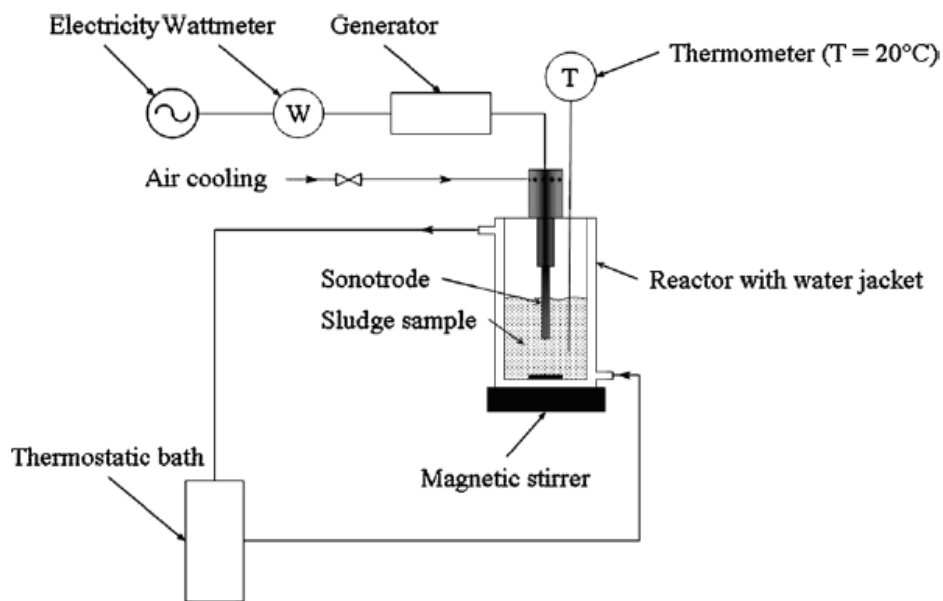 Electricity Wattmeter
Generator
Thermometer (T = 20°C)
T
W
Air cooling
Sonotrode
Reactor with water jacket
Sludge sample
Thermostatic bath
Magnetic stirrer